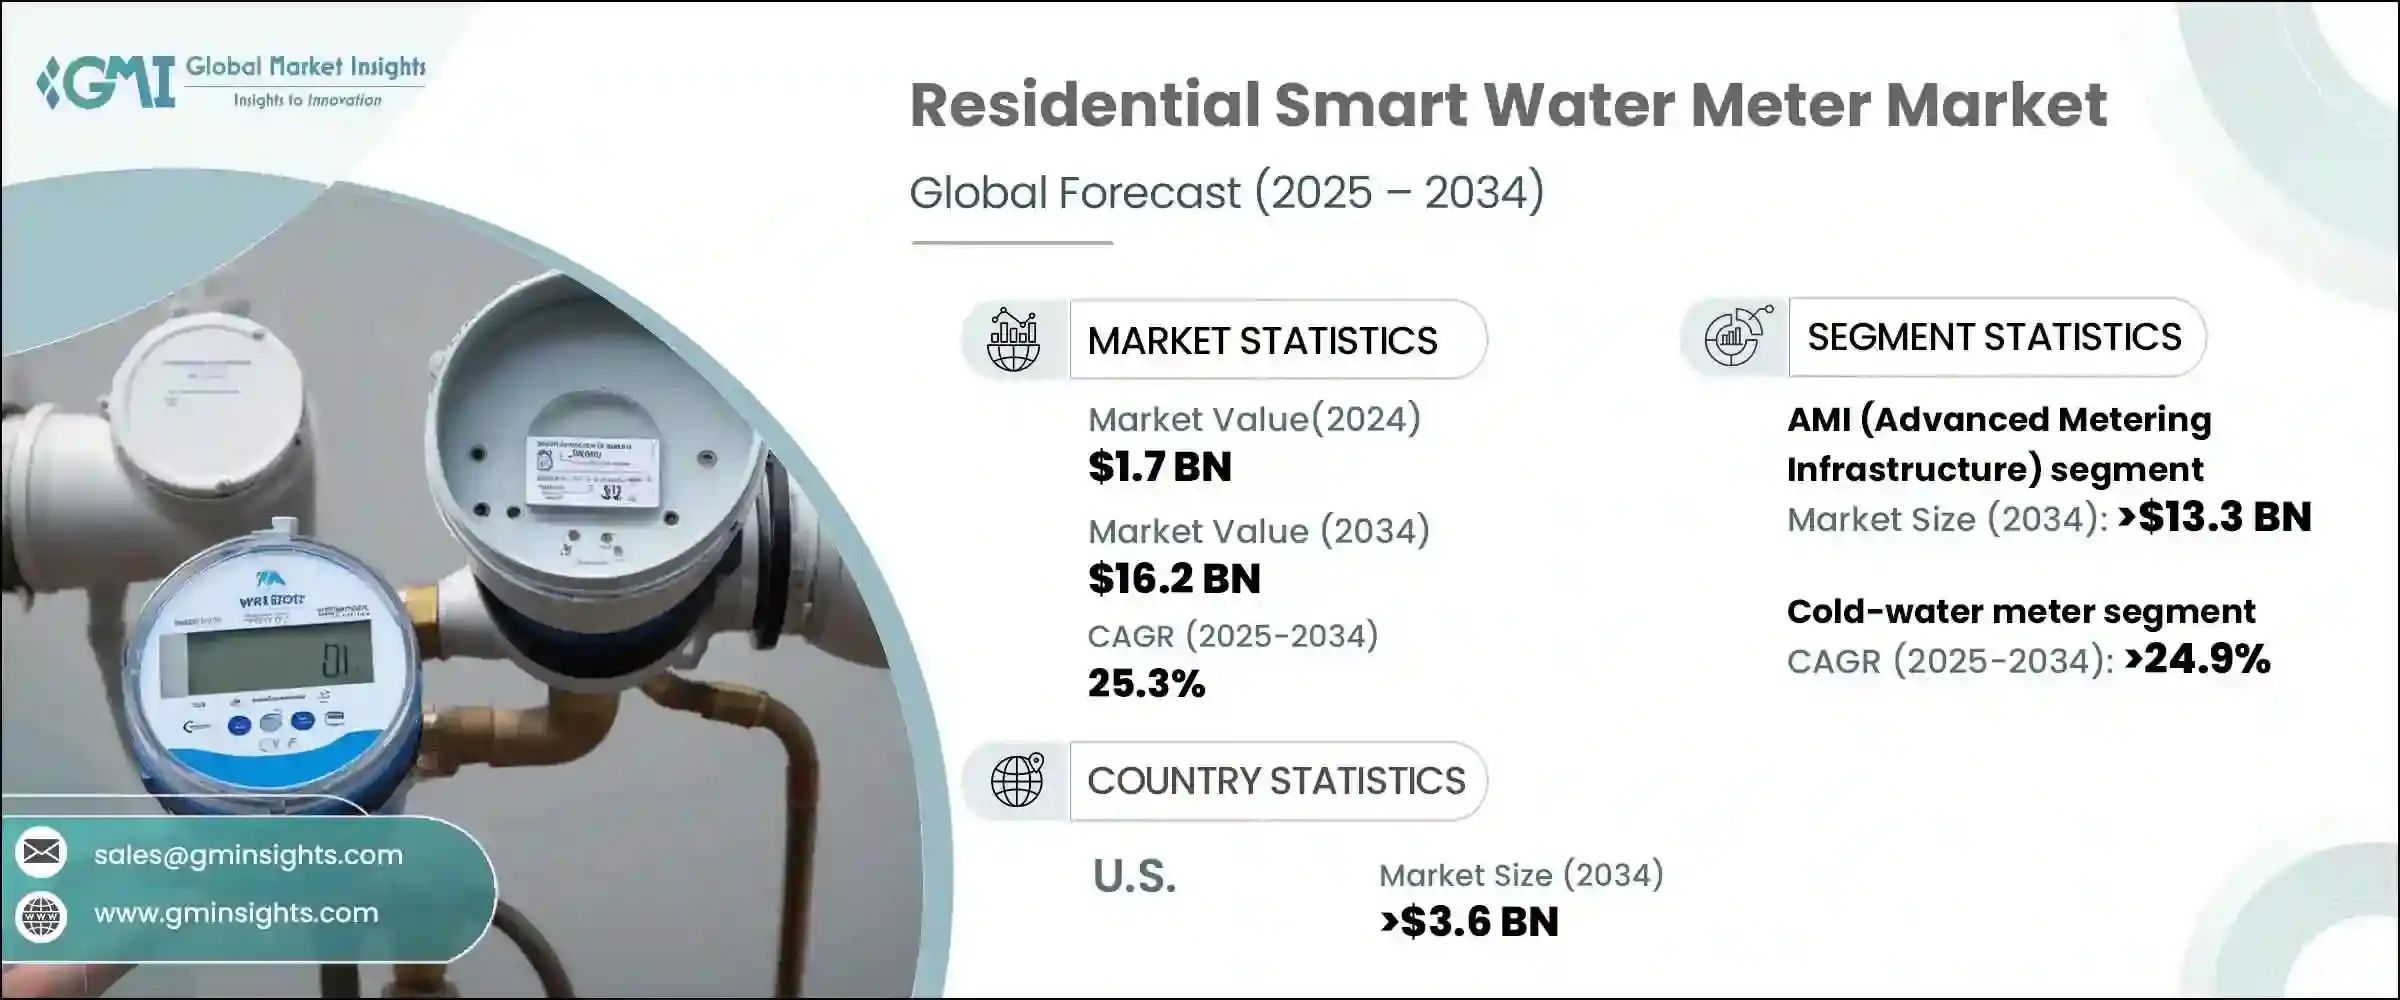 GMI Global Market Insights
Insights to Innovation
Residential Smart Water Meter Market
Global Forecast (2025 – 2034)
MARKET STATISTICS
Market Value(2024)
$1.7 BN
Market Value (2034)
$16.2 BN
CAGR (2025-2034)
25.3%
SEGMENT STATISTICS
AMI (Advanced Metering
Infrastructure) segment
Market Size (2034): >$13.3 BN
Cold-water meter segment
CAGR (2025-2034): >24.9%
COUNTRY STATISTICS
U.S.
Market Size (2034)
>$3.6 BN
01
sales@gminsights.com
www.gminsights.com